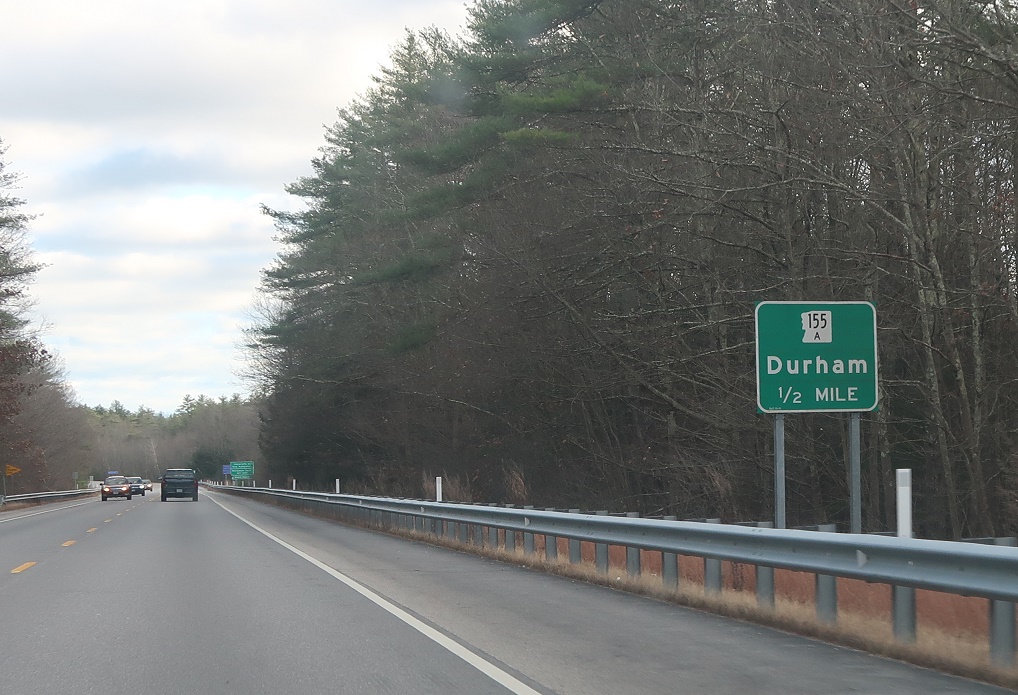 155
A
Durham
1/2 MILE